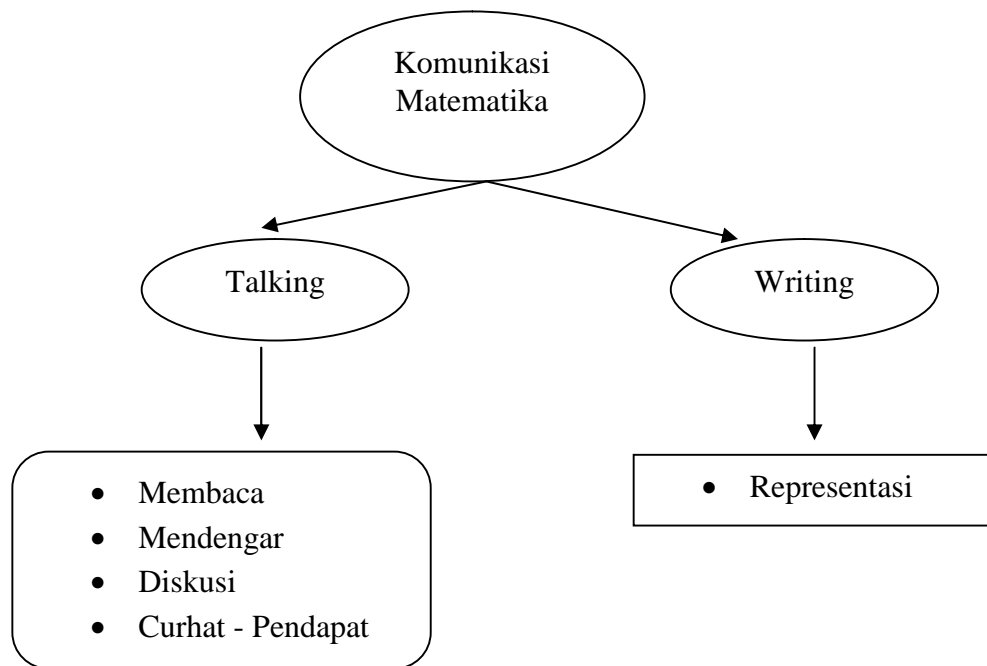 Komunikasi
Matematika
Talking
Writing
• Membaca
• Mendengar
• Diskusi
• Curhat - Pendapat
• Representasi